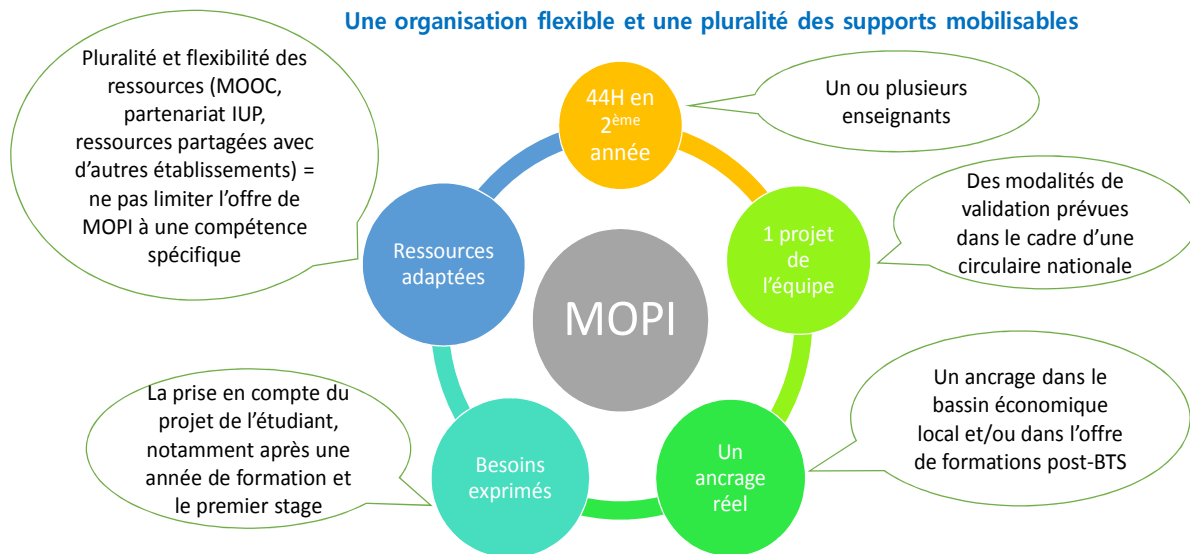 Une organisation flexible et une pluralité des supports mobilisables
Pluralité et flexibilité des
ressources (MOOC,
partenariat IUP,
ressources partagées avec
d’autres établissements) =
ne pas limiter l’offre de
MOPI à une compétence
spécifique
44H en
2ème
année
Un ou plusieurs
enseignants
Des modalités de
validation prévues
dans le cadre d’une
circulaire nationale
1 projet
de
l’équipe
Ressources
adaptées
MOPI
La prise en compte du
projet de l’étudiant,
notamment après une
année de formation et
le premier stage
Besoins
exprimés
Un
ancrage
réel
Un ancrage dans le
bassin économique
local et/ou dans l’offre
de formations post-BTS